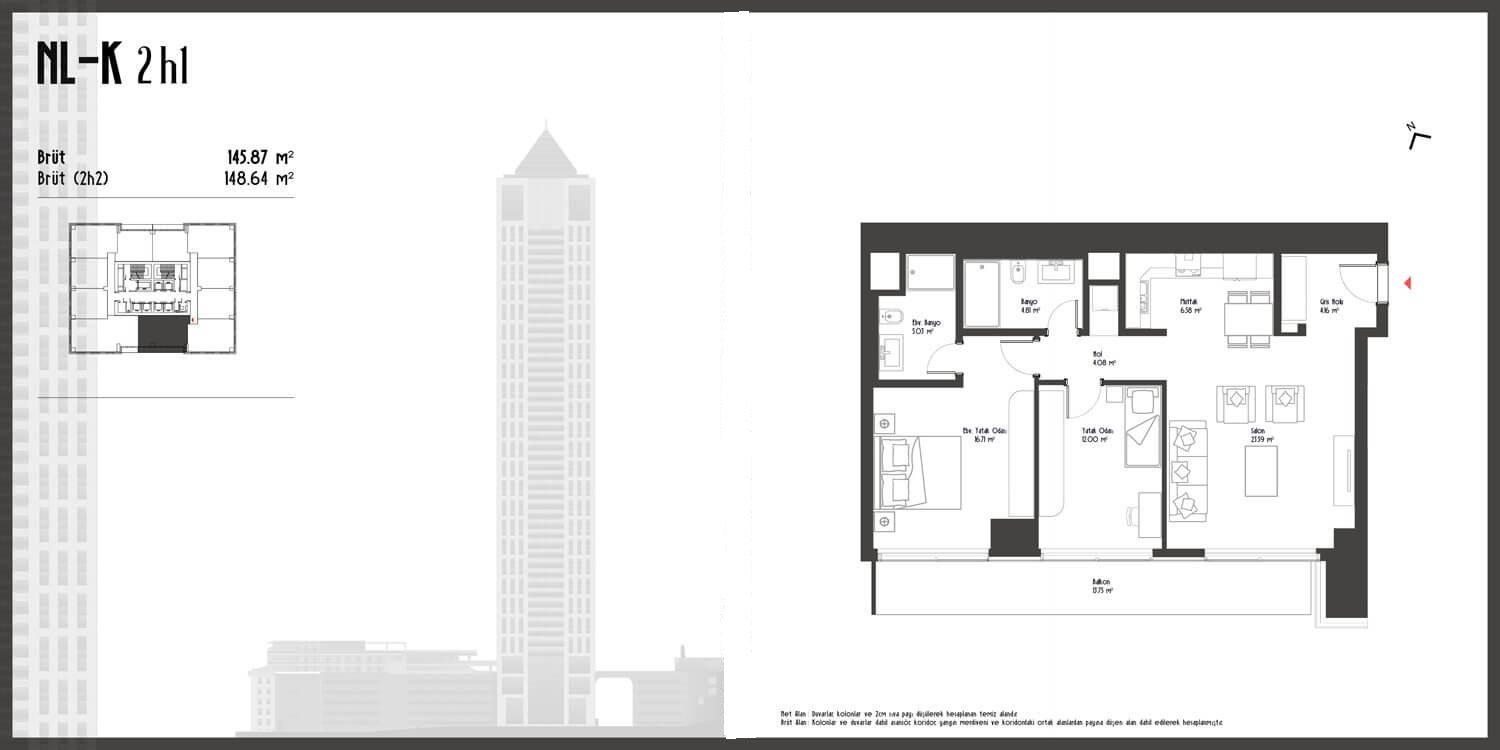 NL-K 2h1
Brüt 145.87 m²
Brüt (2h2) 148.64 m²
N
Banyo
4.81 m²
Mutfak
6.58 m²
Giriş Holü
4.16 m²
Ebv. Banyo
5.03 m²
Hol
4.08 m²
Ebv. Yatak Odası
16.71 m²
Yatak Odası
12.00 m²
Salon
23.59 m²
Balkon
13.75 m²
Net Alan : Duvarlar, kolonlar ve 2cm sıva payı düşülerek hesaplanan temiz alandır.
Brüt Alan : Kolonlar ve duvarlar dahil asansör, koridor, yangın merdiveni ve koridordaki ortak alanlardan payına düşen alan dahil edilerek hesaplanmıştır.